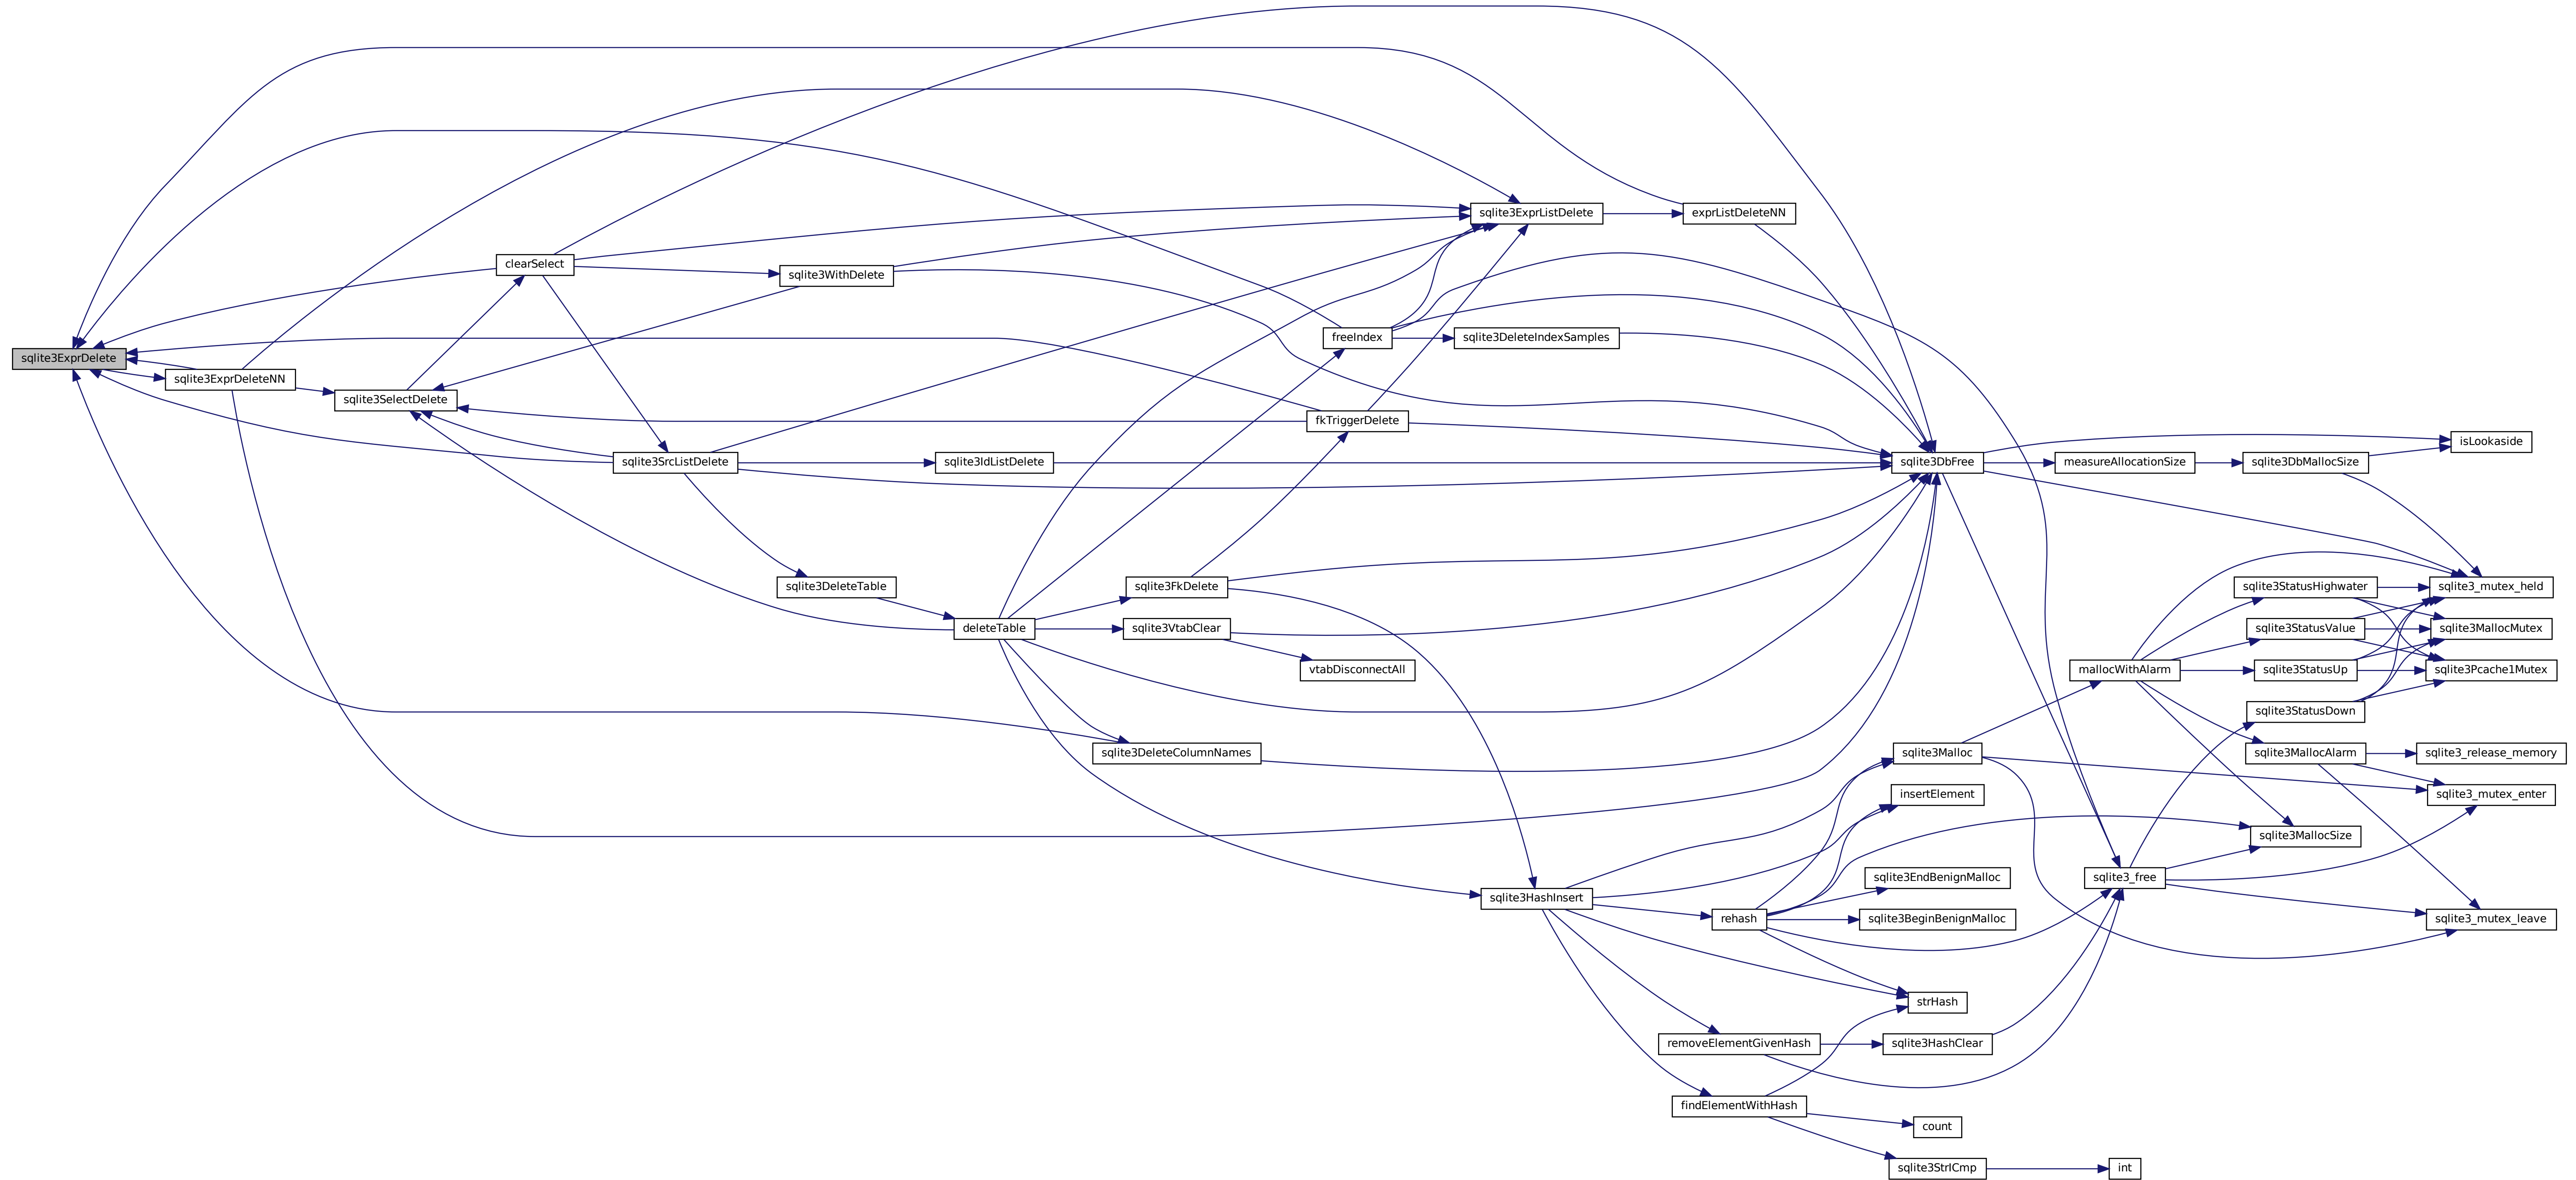 sqlite3ExprDelete
sqlite3ExprDeleteNN
sqlite3SelectDelete
clearSelect
sqlite3SrcListDelete
sqlite3WithDelete
sqlite3DeleteTable
sqlite3IdListDelete
deleteTable
sqlite3FkDelete
sqlite3VtabClear
sqlite3DeleteColumnNames
vtabDisconnectAll
freeIndex
fkTriggerDelete
sqlite3ExprListDelete
sqlite3DeleteIndexSamples
sqlite3HashInsert
exprListDeleteNN
rehash
removeElementGivenHash
findElementWithHash
sqlite3DbFree
sqlite3Malloc
insertElement
sqlite3EndBenignMalloc
sqlite3BeginBenignMalloc
strHash
sqlite3HashClear
count
sqlite3StrICmp
measureAllocationSize
mallocWithAlarm
sqlite3_free
int
sqlite3DbMallocSize
sqlite3StatusHighwater
sqlite3StatusValue
sqlite3StatusUp
sqlite3StatusDown
sqlite3MallocAlarm
sqlite3MallocSize
isLookaside
sqlite3_mutex_held
sqlite3MallocMutex
sqlite3Pcache1Mutex
sqlite3_release_memory
sqlite3_mutex_enter
sqlite3_mutex_leave